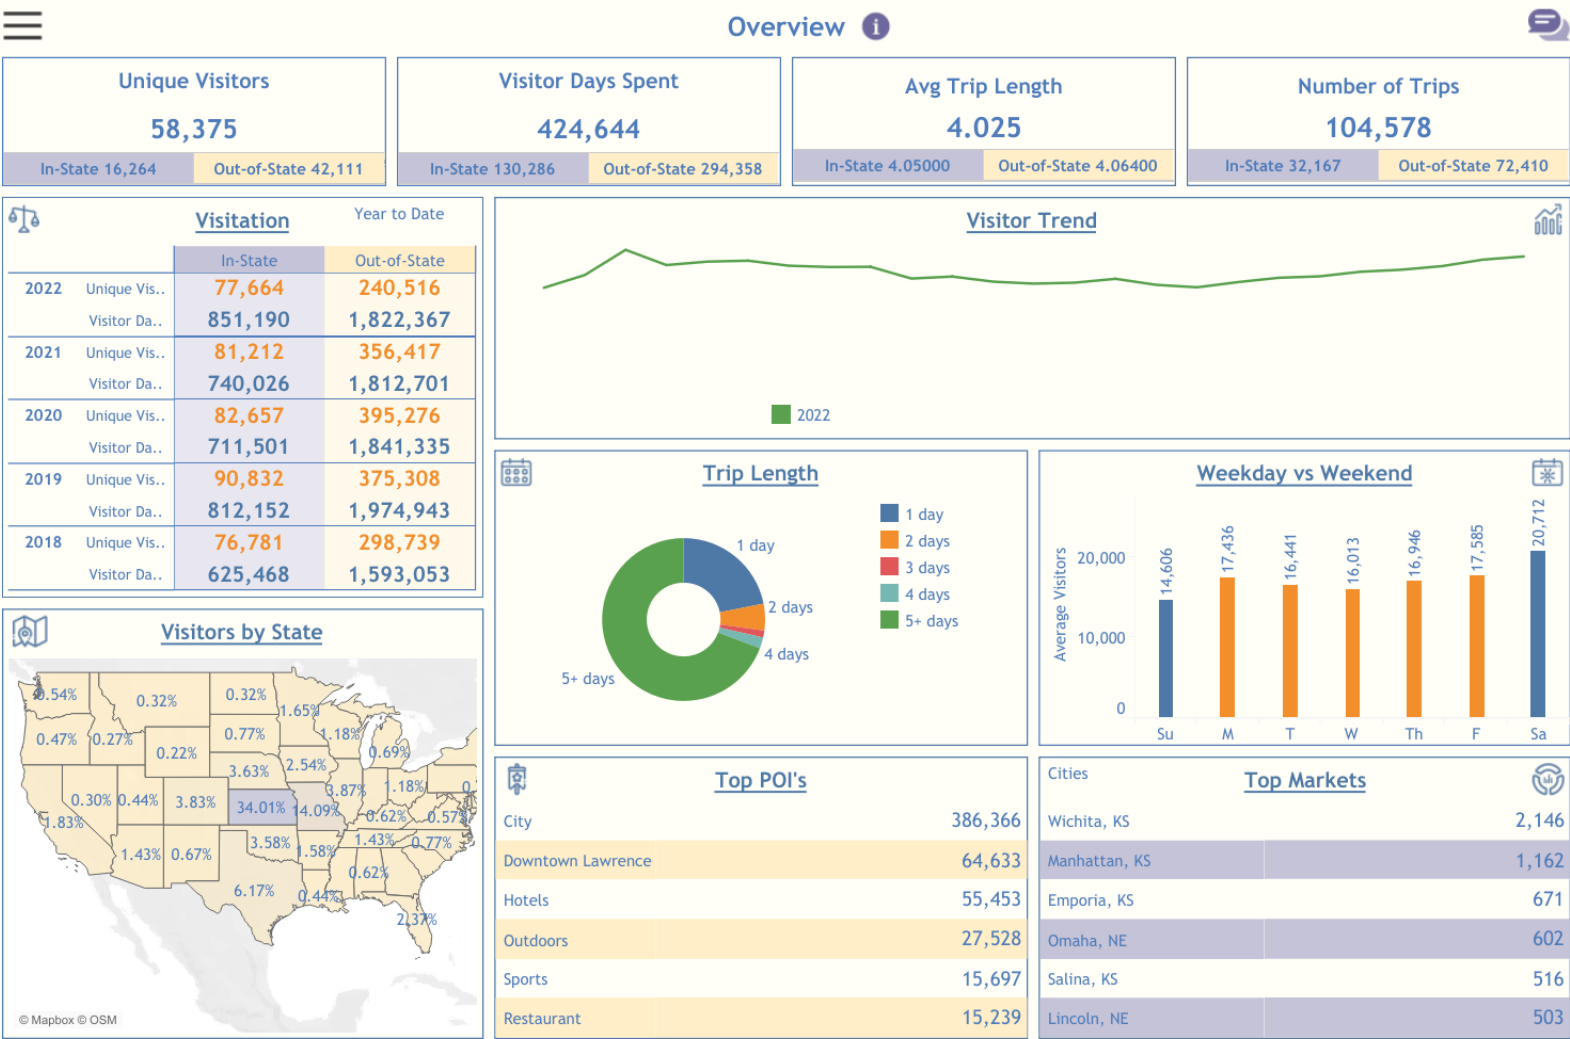 Overview i
Unique Visitors
58,375
In-State 16,264 Out-of-State 42,111
Visitor Days Spent
424,644
In-State 130,286 Out-of-State 294,358
Avg Trip Length
4.025
In-State 4.05000 Out-of-State 4.06400
Number of Trips
104,578
In-State 32,167 Out-of-State 72,410
Visitation Year to Date
In-State Out-of-State
2022 Unique Vis.. 77,664 240,516
Visitor Da.. 851,190 1,822,367
2021 Unique Vis.. 81,212 356,417
Visitor Da.. 740,026 1,812,701
2020 Unique Vis.. 82,657 395,276
Visitor Da.. 711,501 1,841,335
2019 Unique Vis.. 90,832 375,308
Visitor Da.. 812,152 1,974,943
2018 Unique Vis.. 76,781 298,739
Visitor Da.. 625,468 1,593,053
Visitor Trend
2022
Trip Length
1 day
2 days
4 days
5+ days
1 day
2 days
3 days
4 days
5+ days
Weekday vs Weekend
Average Visitors
20,000
10,000
0
14,606 17,436 16,441 16,013 16,946 17,585 20,712
Su M T W Th F Sa
Visitors by State
0.54% 0.32% 0.32% 1.65%
0.47% 0.27% 0.22% 0.77% 1.18% 0.69%
3.63% 2.54%
1.83% 0.30% 0.44% 3.83% 34.01% 14.09% 3.87% 1.18%
0.62% 0.57%
1.43% 0.67% 3.58% 1.58% 1.43% 0.77%
6.17% 0.44% 0.62%
2.37%
© Mapbox © OSM
Top POI's
City 386,366
Downtown Lawrence 64,633
Hotels 55,453
Outdoors 27,528
Sports 15,697
Restaurant 15,239
Cities Top Markets
Wichita, KS 2,146
Manhattan, KS 1,162
Emporia, KS 671
Omaha, NE 602
Salina, KS 516
Lincoln, NE 503